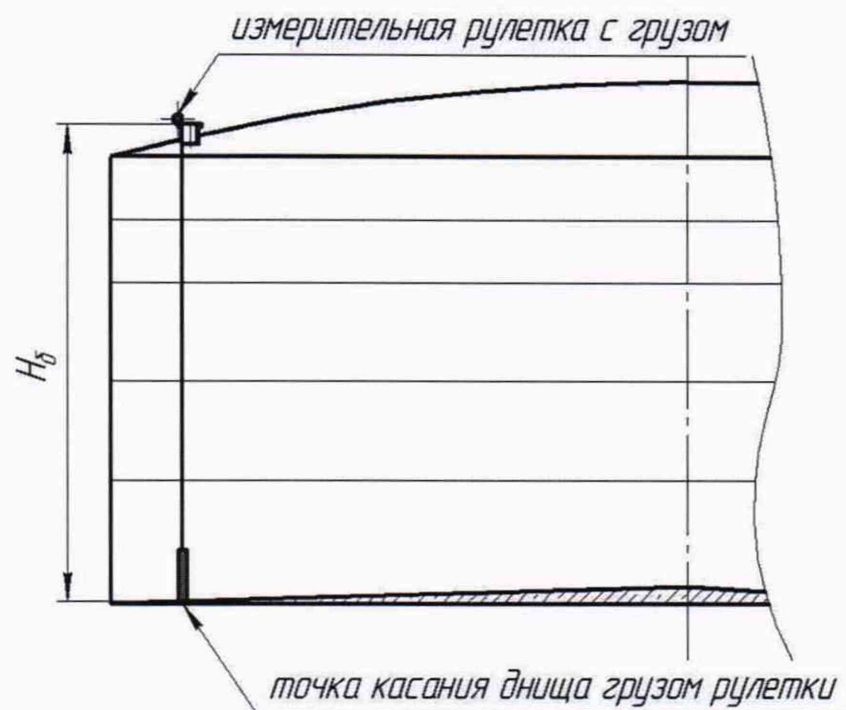 измерительная рулетка с грузом
Hб
точка касания днища грузом рулетки